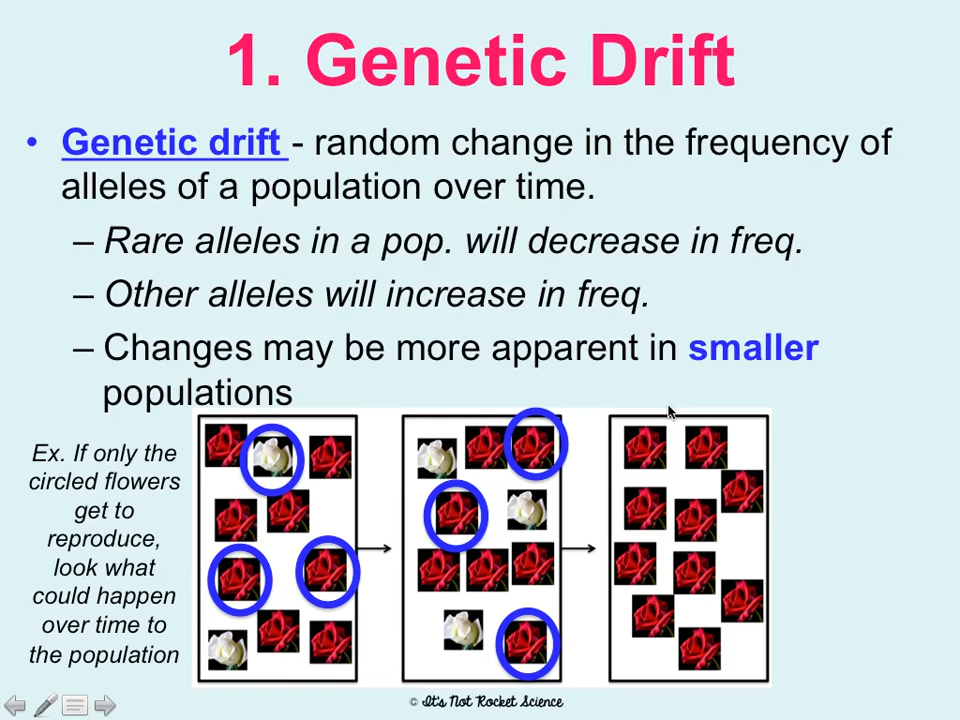 1. Genetic Drift
• Genetic drift - random change in the frequency of
alleles of a population over time.
– Rare alleles in a pop. will decrease in freq.
– Other alleles will increase in freq.
– Changes may be more apparent in smaller
populations
Ex. If only the
circled flowers
get to
reproduce,
look what
could happen
over time to
the population
© It's Not Rocket Science